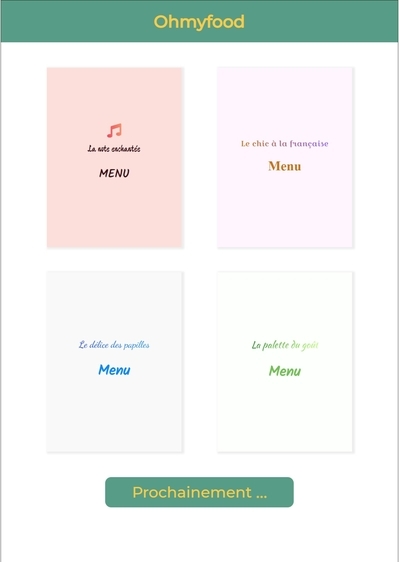 Ohmyfood
La note enchantée
MENU
Le chic à la française
Menu
Le délice des papilles
Menu
La palette du goût
Menu
Prochainement ...